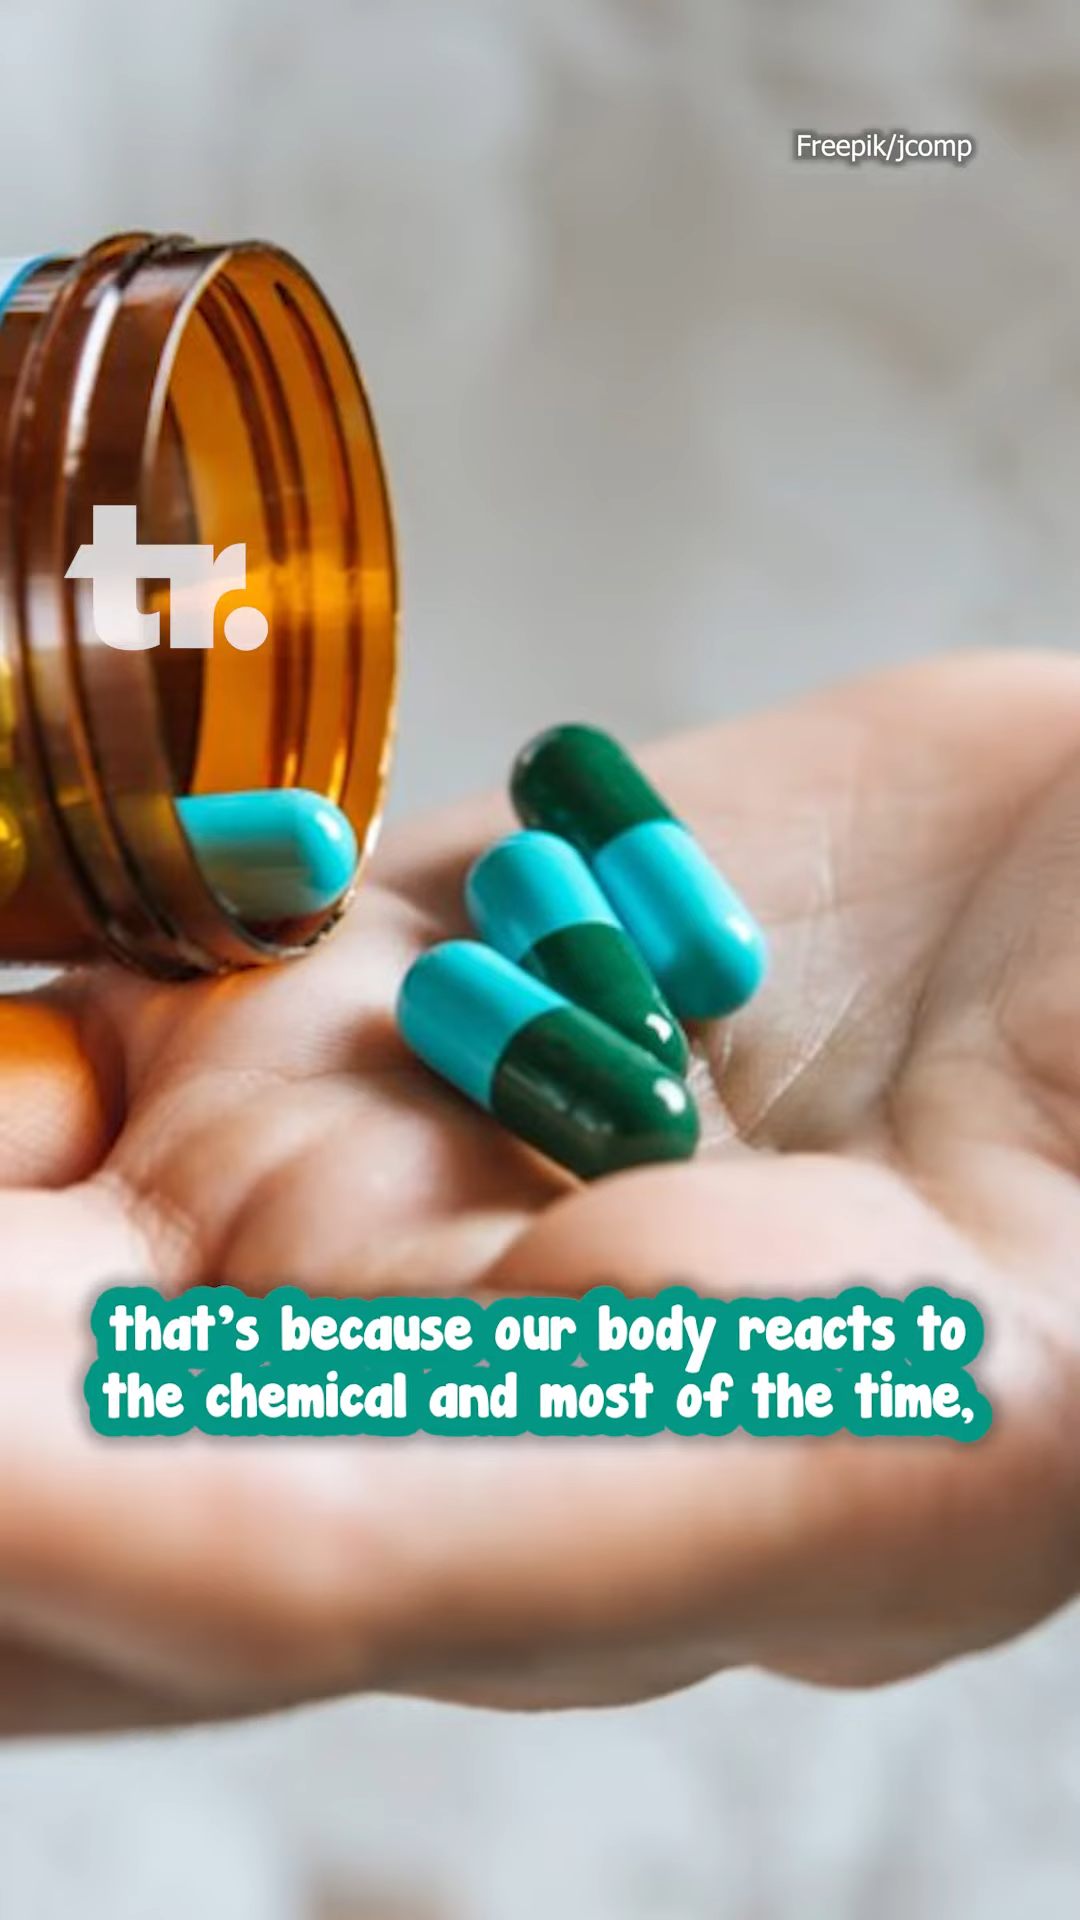 Freepik/jcomp
tr.
that's because our body reacts to
the chemical and most of the time,